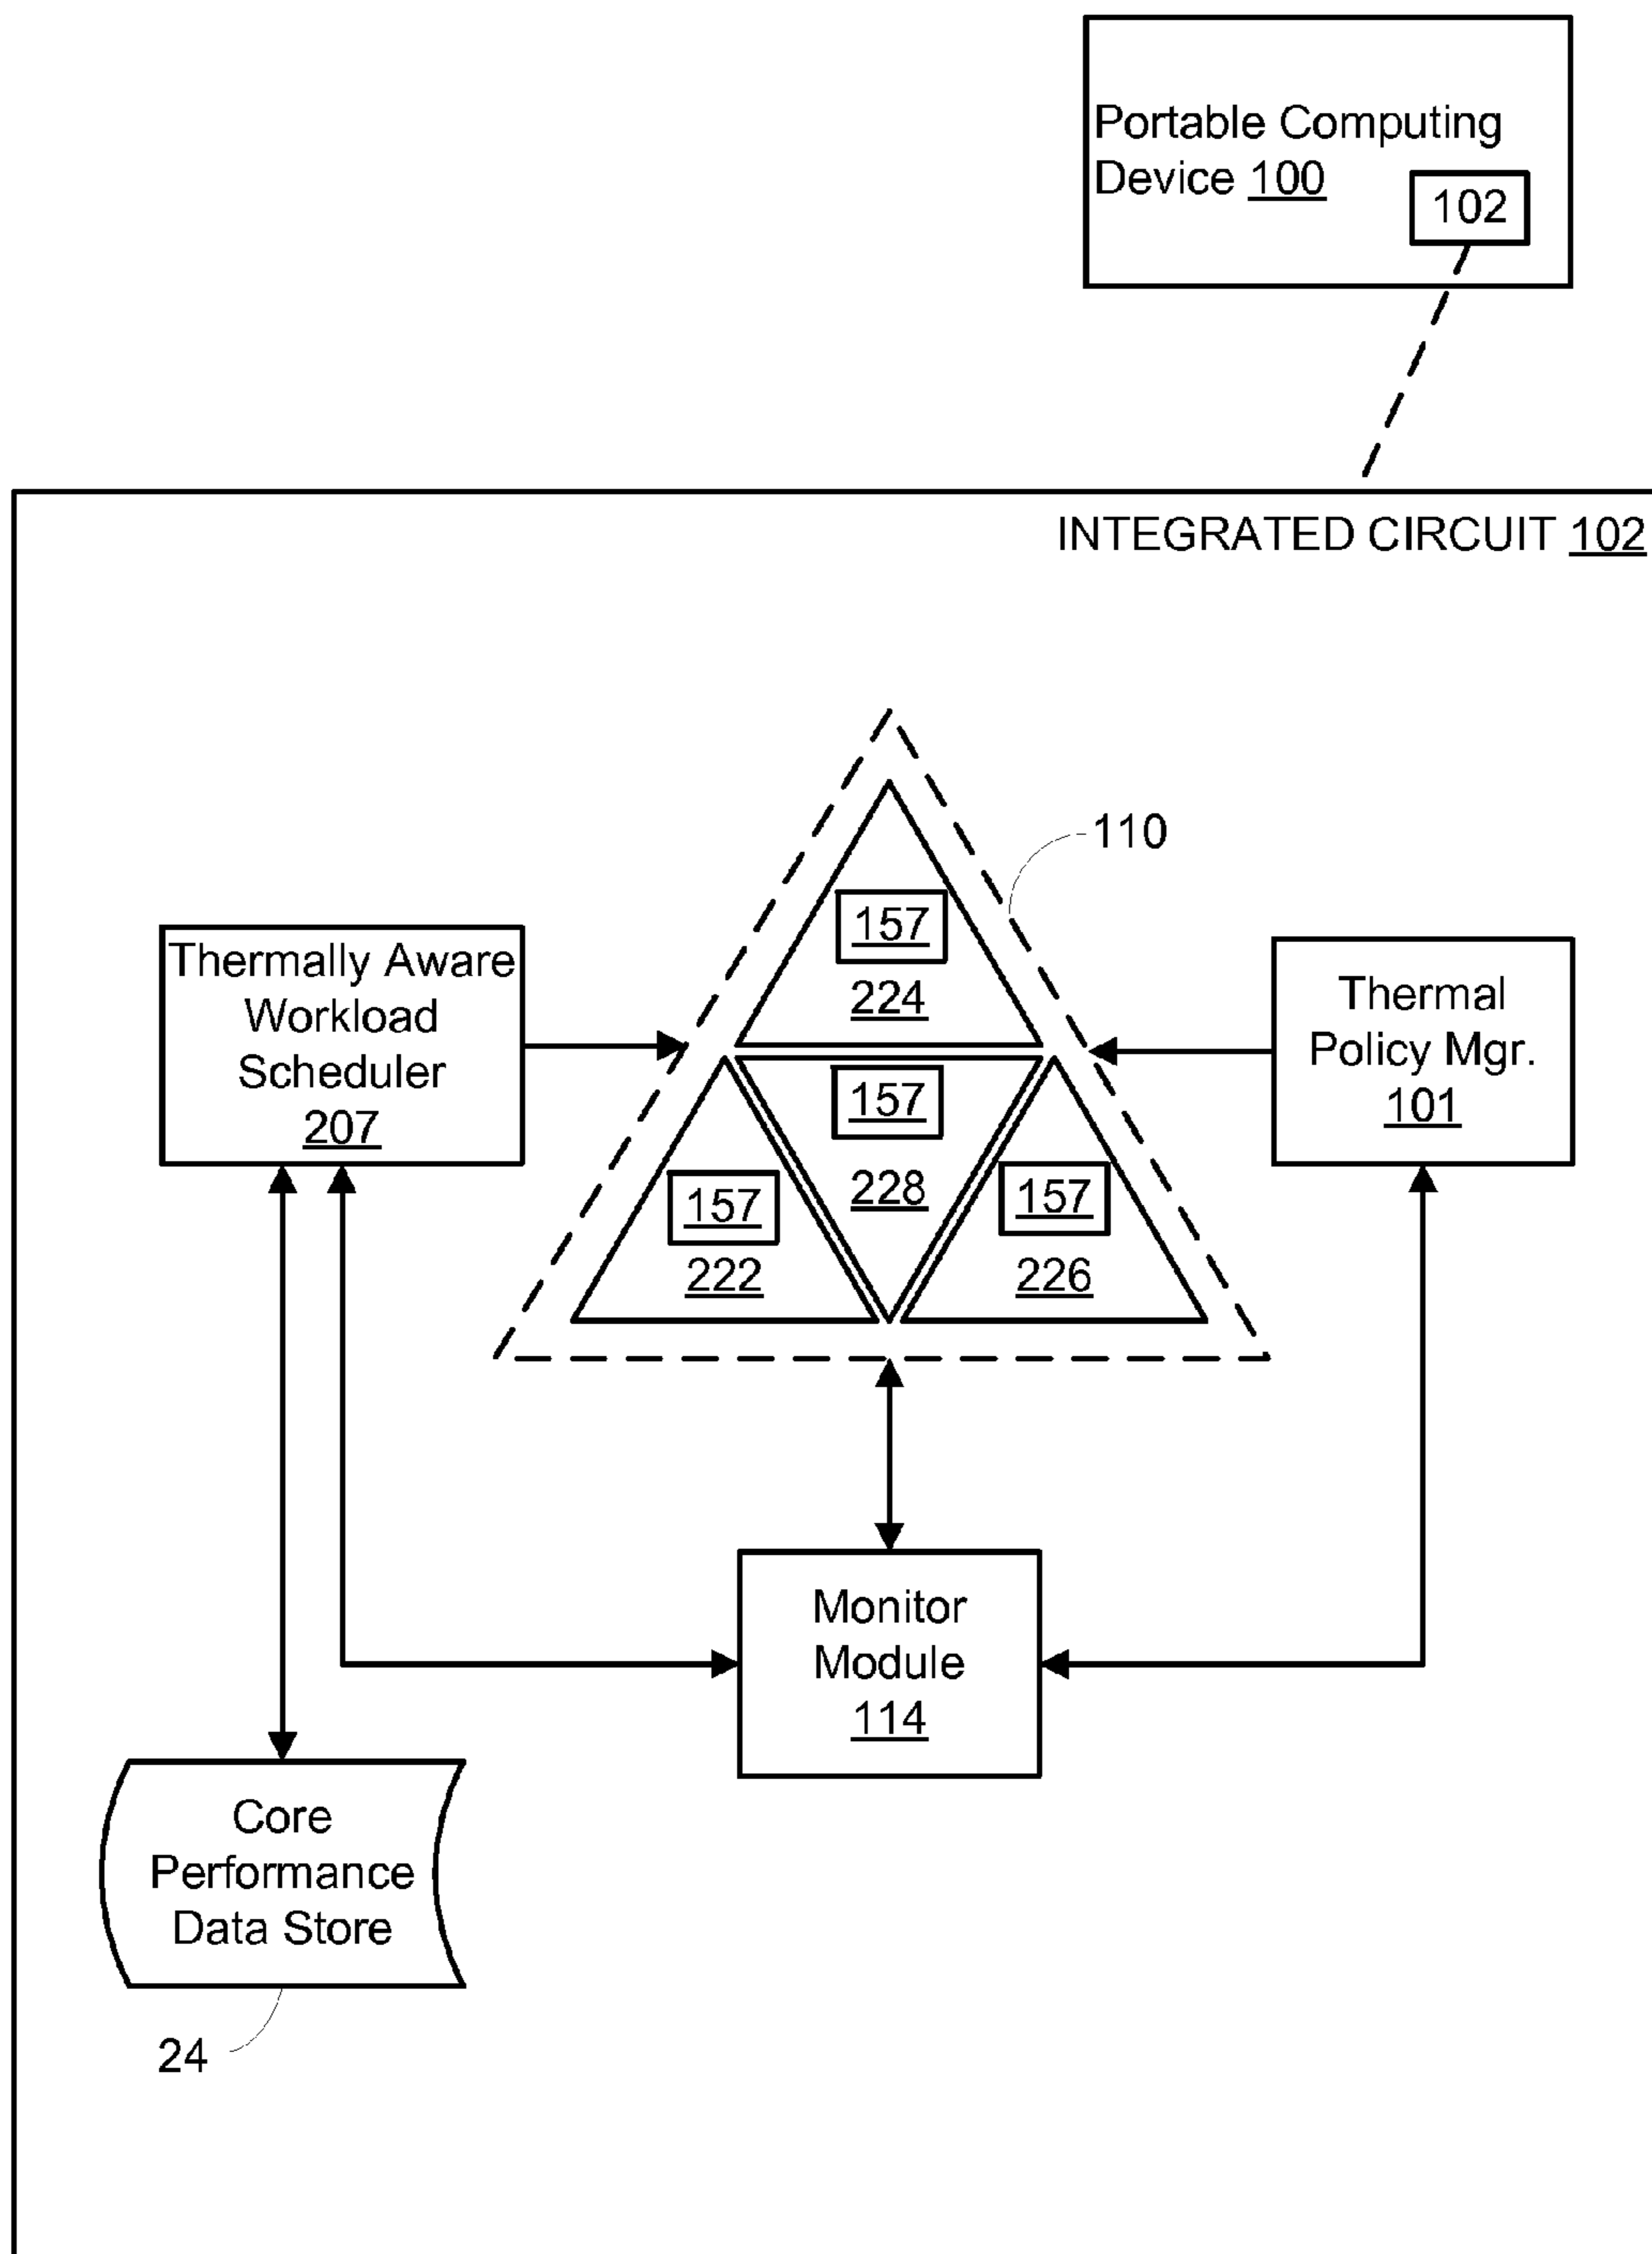 Portable Computing
Device 100
102
INTEGRATED CIRCUIT 102
110
157
224
Thermally Aware
Workload
Scheduler
207
Thermal
Policy Mgr.
101
157
228
157
222
157
226
Monitor
Module
114
Core
Performance
Data Store
24